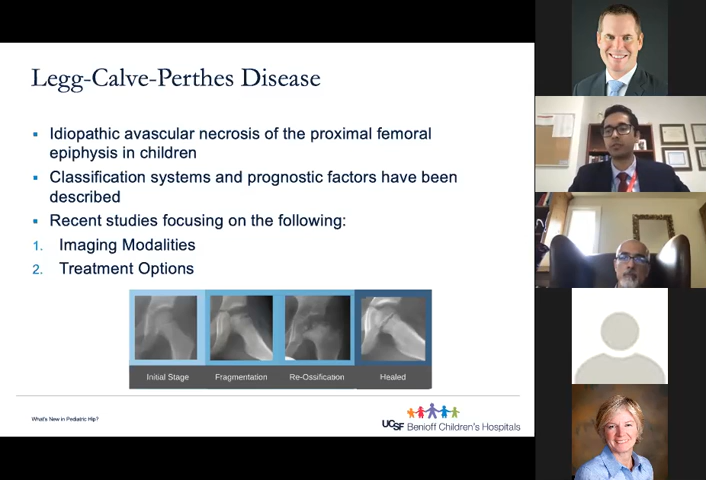 Legg-Calve-Perthes Disease
▪ Idiopathic avascular necrosis of the proximal femoral
epiphysis in children
▪ Classification systems and prognostic factors have been
described
▪ Recent studies focusing on the following:
1. Imaging Modalities
2. Treatment Options
Initial Stage Fragmentation Re-Ossification Healed
What's New in Pediatric Hip?
UCSF Benioff Children's Hospitals